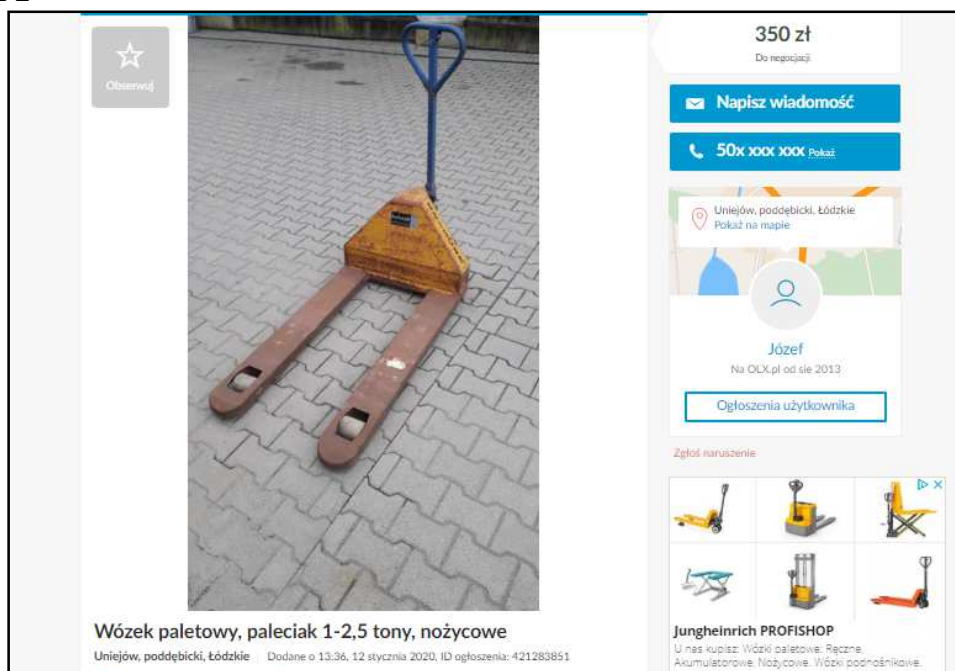 Obserwuj
350 zł
Do negocjacji
Napisz wiadomość
50x xxx xxx Pokaż
Uniejów, poddębicki, Łódzkie
Pokaż na mapie
Józef
Na OLX.pl od sie 2013
Ogłoszenia użytkownika
Zgłoś naruszenie
Wózek paletowy, paleciak 1-2,5 tony, nożycowe
Uniejów, poddębicki, Łódzkie Dodane o 13:36, 12 stycznia 2020, ID ogłoszenia: 421283851
Jungheinrich PROFISHOP
U nas kupisz: Wózki paletowe: Ręczne,
Akumulatorowe, Nożycowe. Wózki podnośnikowe.